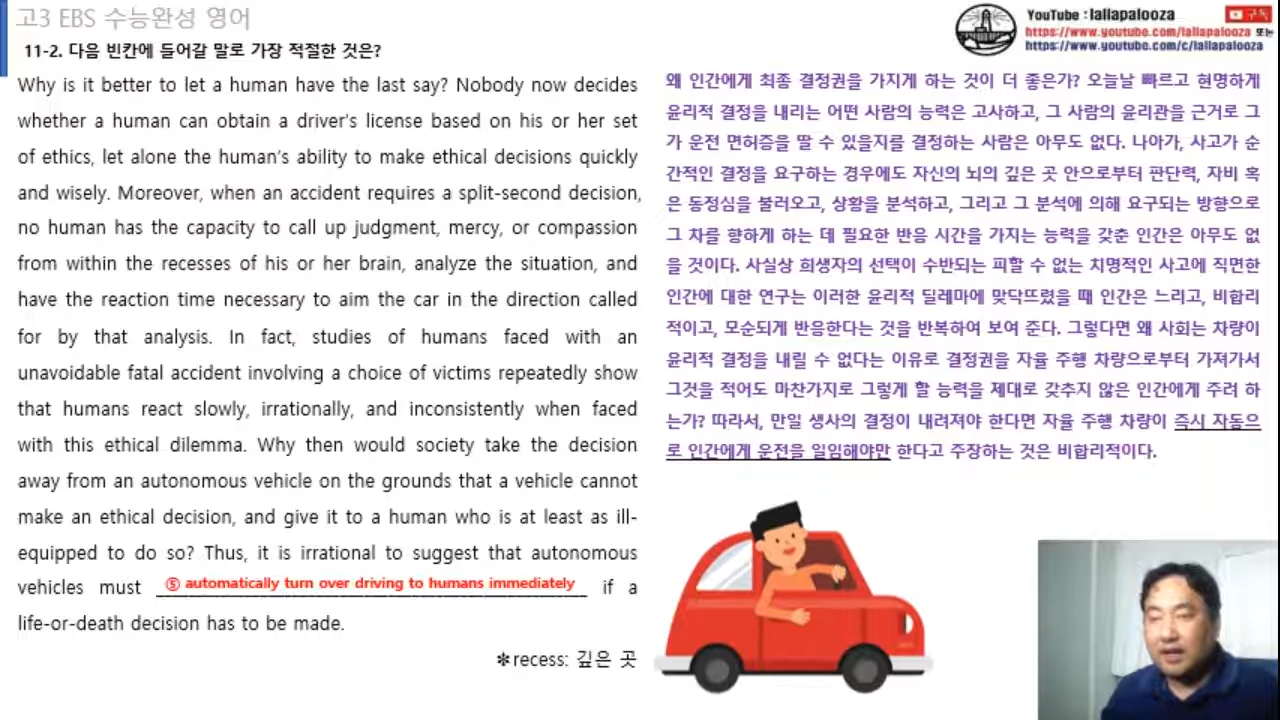 고3 EBS 수능완성 영어
YouTube : lallapalooza
구독
https://www.youtube.com/lallapalooza 또는
https://www.youtube.com/c/lallapalooza
11-2. 다음 빈칸에 들어갈 말로 가장 적절한 것은?
Why is it better to let a human have the last say? Nobody now decides
whether a human can obtain a driver's license based on his or her set
of ethics, let alone the human's ability to make ethical decisions quickly
and wisely. Moreover, when an accident requires a split-second decision,
no human has the capacity to call up judgment, mercy, or compassion
from within the recesses of his or her brain, analyze the situation, and
have the reaction time necessary to aim the car in the direction called
for by that analysis. In fact, studies of humans faced with an
unavoidable fatal accident involving a choice of victims repeatedly show
that humans react slowly, irrationally, and inconsistently when faced
with this ethical dilemma. Why then would society take the decision
away from an autonomous vehicle on the grounds that a vehicle cannot
make an ethical decision, and give it to a human who is at least as ill-
equipped to do so? Thus, it is irrational to suggest that autonomous
vehicles must ⑤ automatically turn over driving to humans immediately if a
life-or-death decision has to be made.
✻recess: 깊은 곳
왜 인간에게 최종 결정권을 가지게 하는 것이 더 좋은가? 오늘날 빠르고 현명하게
윤리적 결정을 내리는 어떤 사람의 능력은 고사하고, 그 사람의 윤리관을 근거로 그
가 운전 면허증을 딸 수 있을지를 결정하는 사람은 아무도 없다. 나아가, 사고가 순
간적인 결정을 요구하는 경우에도 자신의 뇌의 깊은 곳 안으로부터 판단력, 자비 혹
은 동정심을 불러오고, 상황을 분석하고, 그리고 그 분석에 의해 요구되는 방향으로
그 차를 향하게 하는 데 필요한 반응 시간을 가지는 능력을 갖춘 인간은 아무도 없
을 것이다. 사실상 희생자의 선택이 수반되는 피할 수 없는 치명적인 사고에 직면한
인간에 대한 연구는 이러한 윤리적 딜레마에 맞닥뜨렸을 때 인간은 느리고, 비합리
적이고, 모순되게 반응한다는 것을 반복하여 보여 준다. 그렇다면 왜 사회는 차량이
윤리적 결정을 내릴 수 없다는 이유로 결정권을 자율 주행 차량으로부터 가져가서
그것을 적어도 마찬가지로 그렇게 할 능력을 제대로 갖추지 않은 인간에게 주려 하
는가? 따라서, 만일 생사의 결정이 내려져야 한다면 자율 주행 차량이 즉시 자동으
로 인간에게 운전을 일임해야만 한다고 주장하는 것은 비합리적이다.